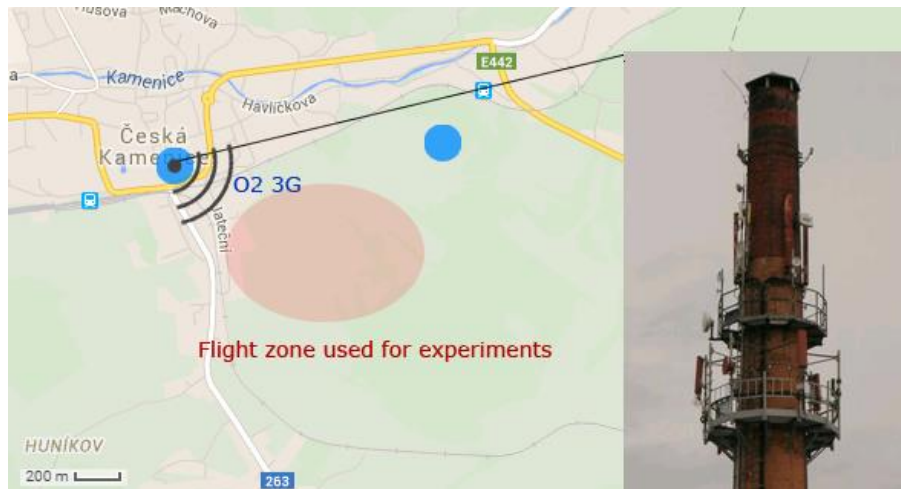 Husova
Máchova
a
Kamenice
E442
Havlíčkova
Česká
Kamenice
O2 3G
Flight zone used for experiments
HUNÍKOV
200 m
263